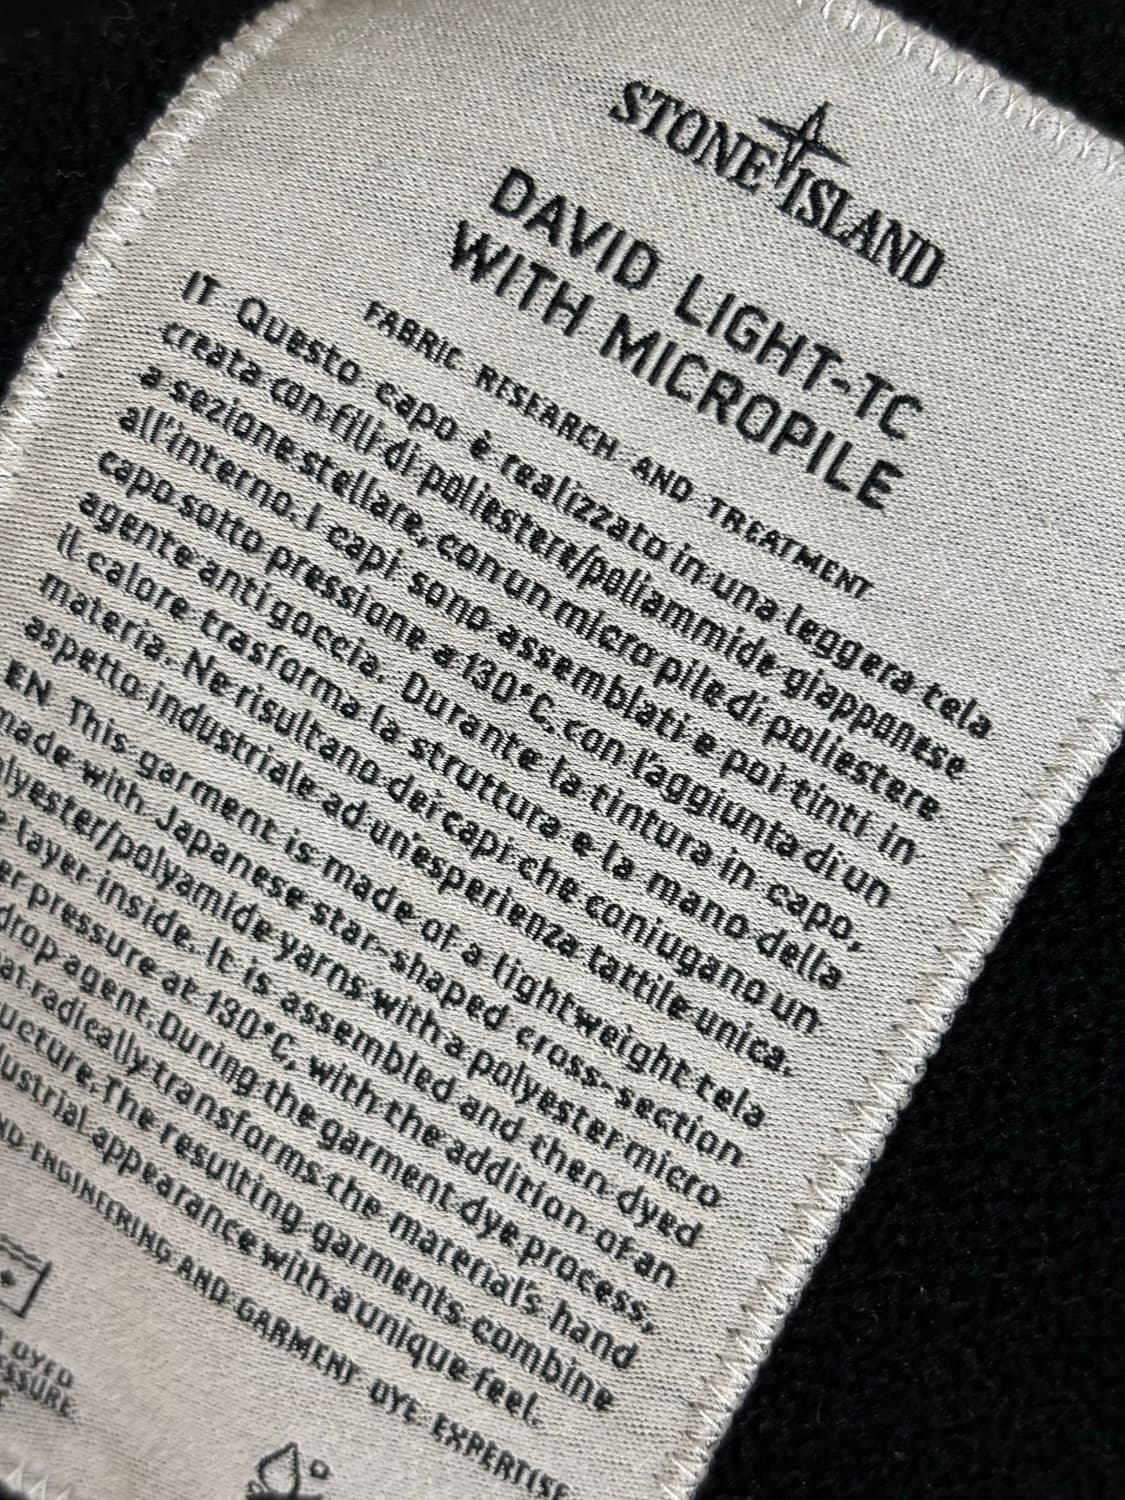 STONE ISLAND
DAVID LIGHT-TC
WITH MICROPILE
FABRIC RESEARCH AND TREATMENT
IT Questo capo è realizzato in una leggera tela
creata con fili di poliestere/poliammide giapponese
a sezione stellare, con un micro pile di poliestere
all'interno. I capi sono assemblati e poi tinti in
capo sotto pressione a 130°C, con l'aggiunta di un
agente anti goccia. Durante la tintura in capo,
il calore trasforma la struttura e la mano della
materia. Ne risultano dei capi che coniugano un
aspetto industriale ad un'esperienza tattile unica.
EN This garment is made of a lightweight tela
made with Japanese star-shaped cross-section
polyester/polyamide yarns with a polyester micro
layer inside. It is assembled and then dyed
pressure at 130°C, with the addition of an
drop agent. During the garment dye process,
radically transforms the material's hand
The resulting garments combine
appearance with a unique feel.
ENGINEERING AND GARMENT DYE EXPERTISE
DYED